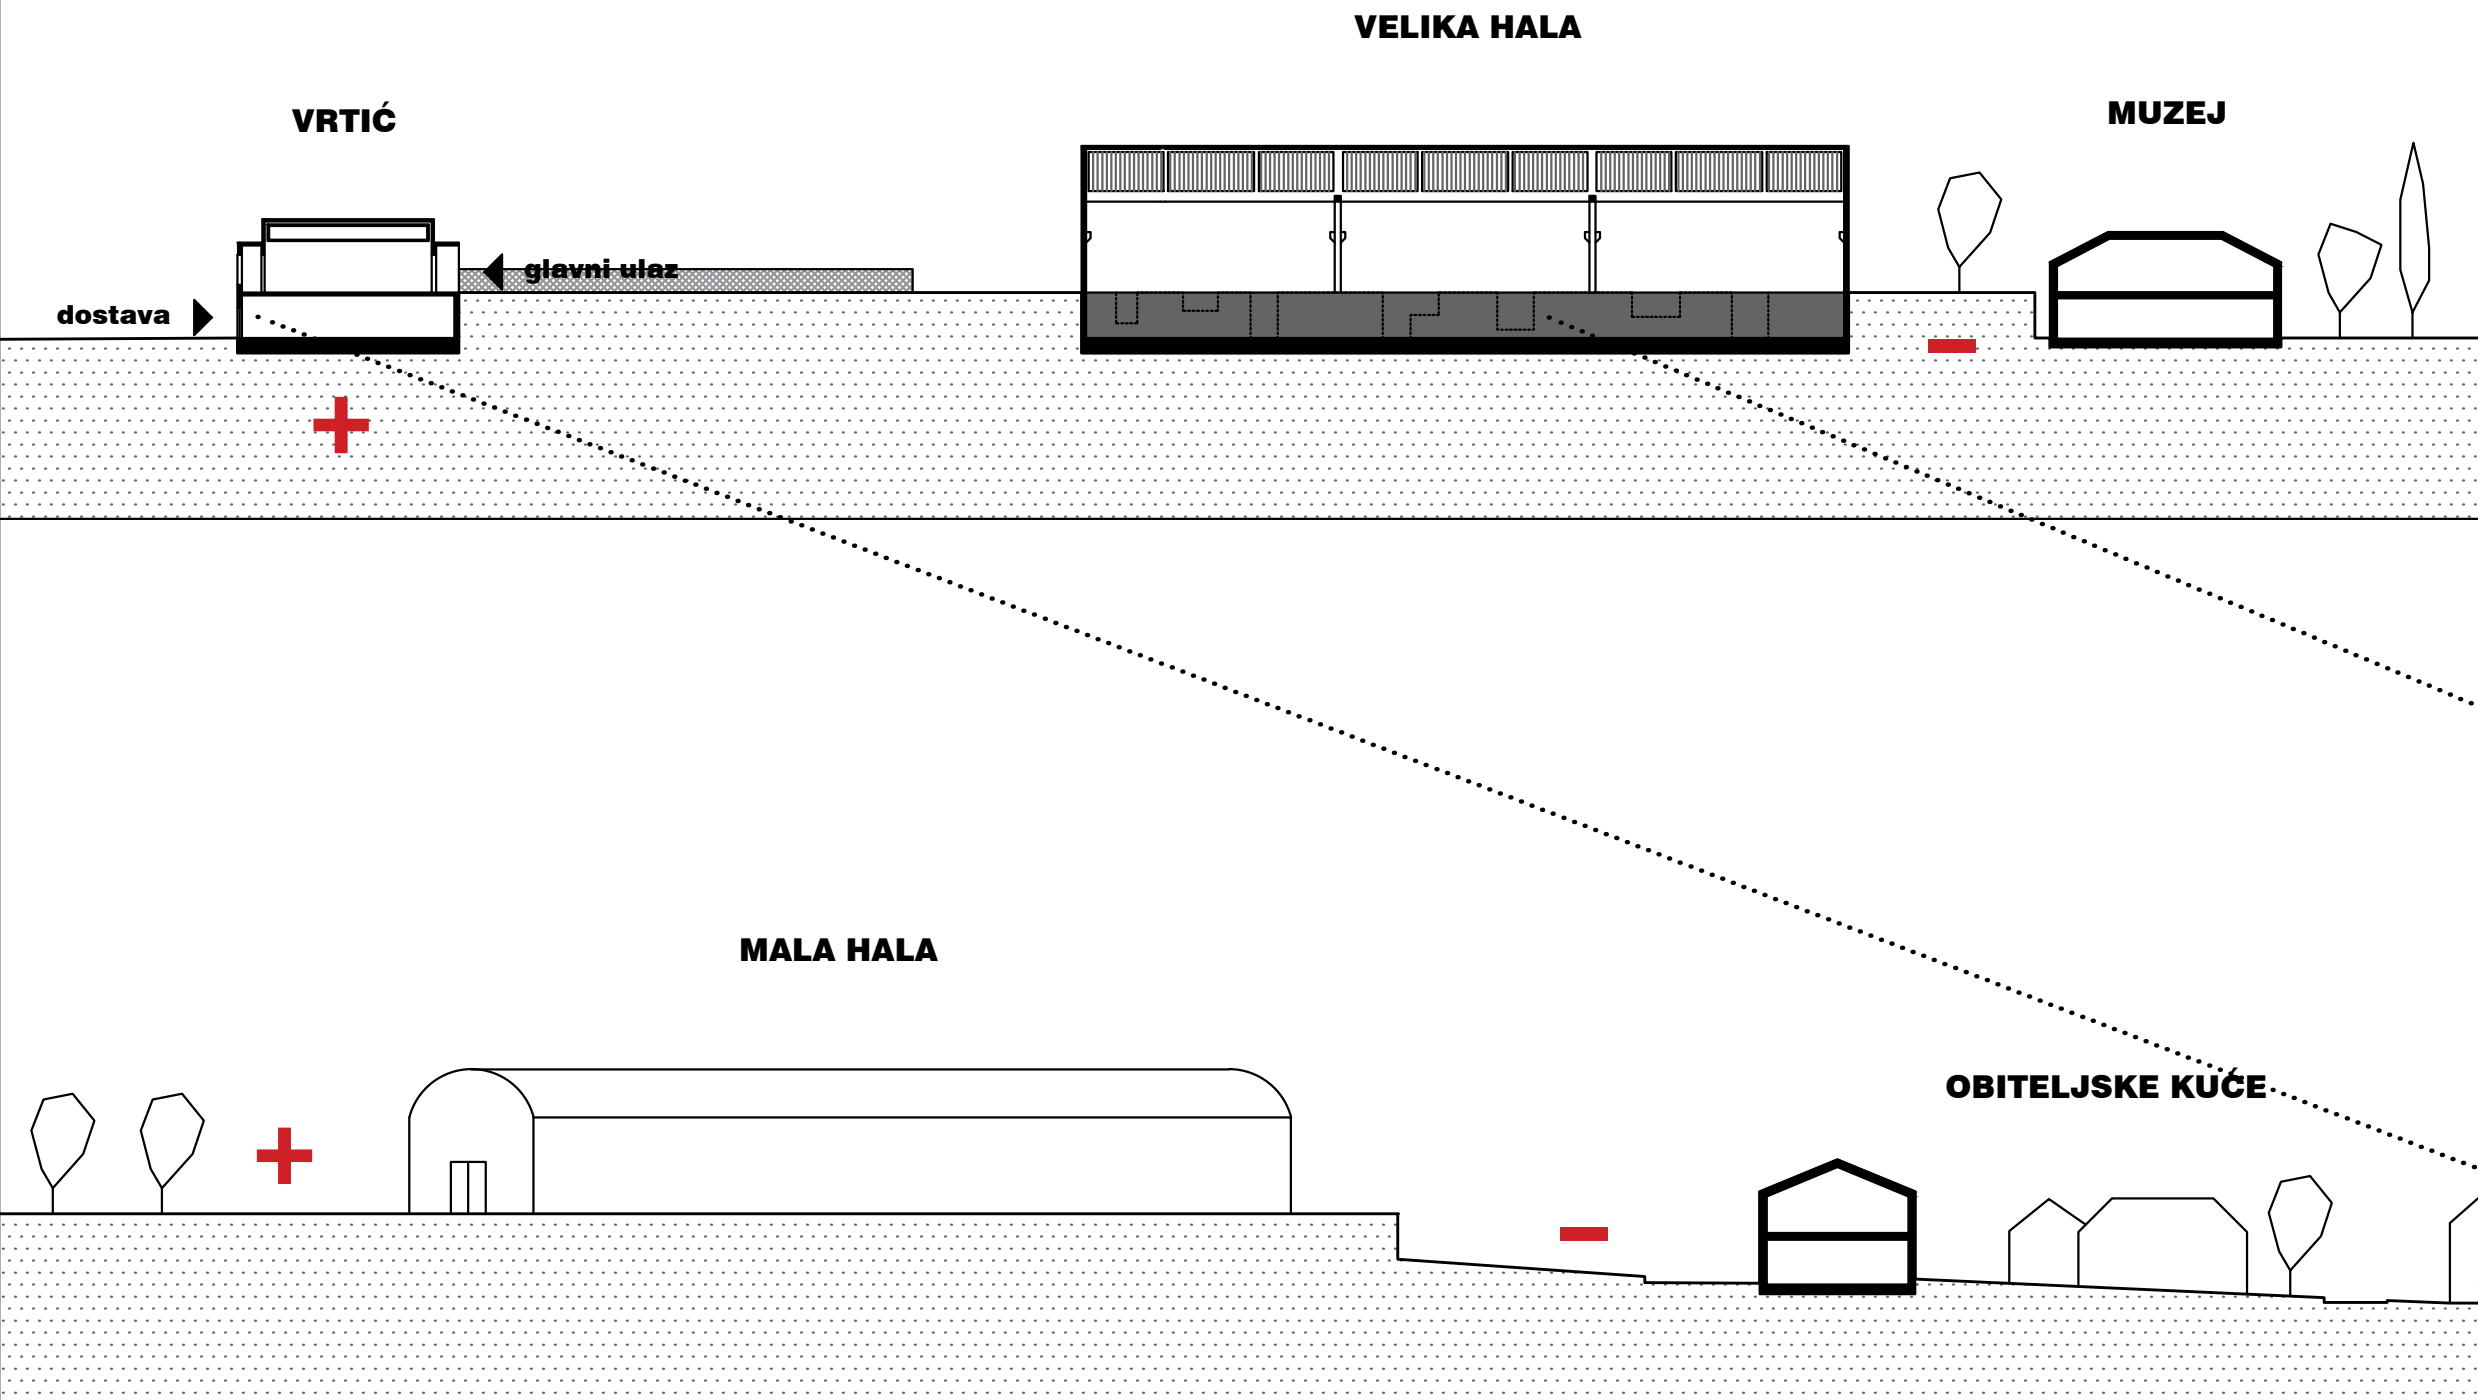 VELIKA HALA
VRTIĆ
MUZEJ
glavni ulaz
dostava
MALA HALA
OBITELJSKE KUĆE